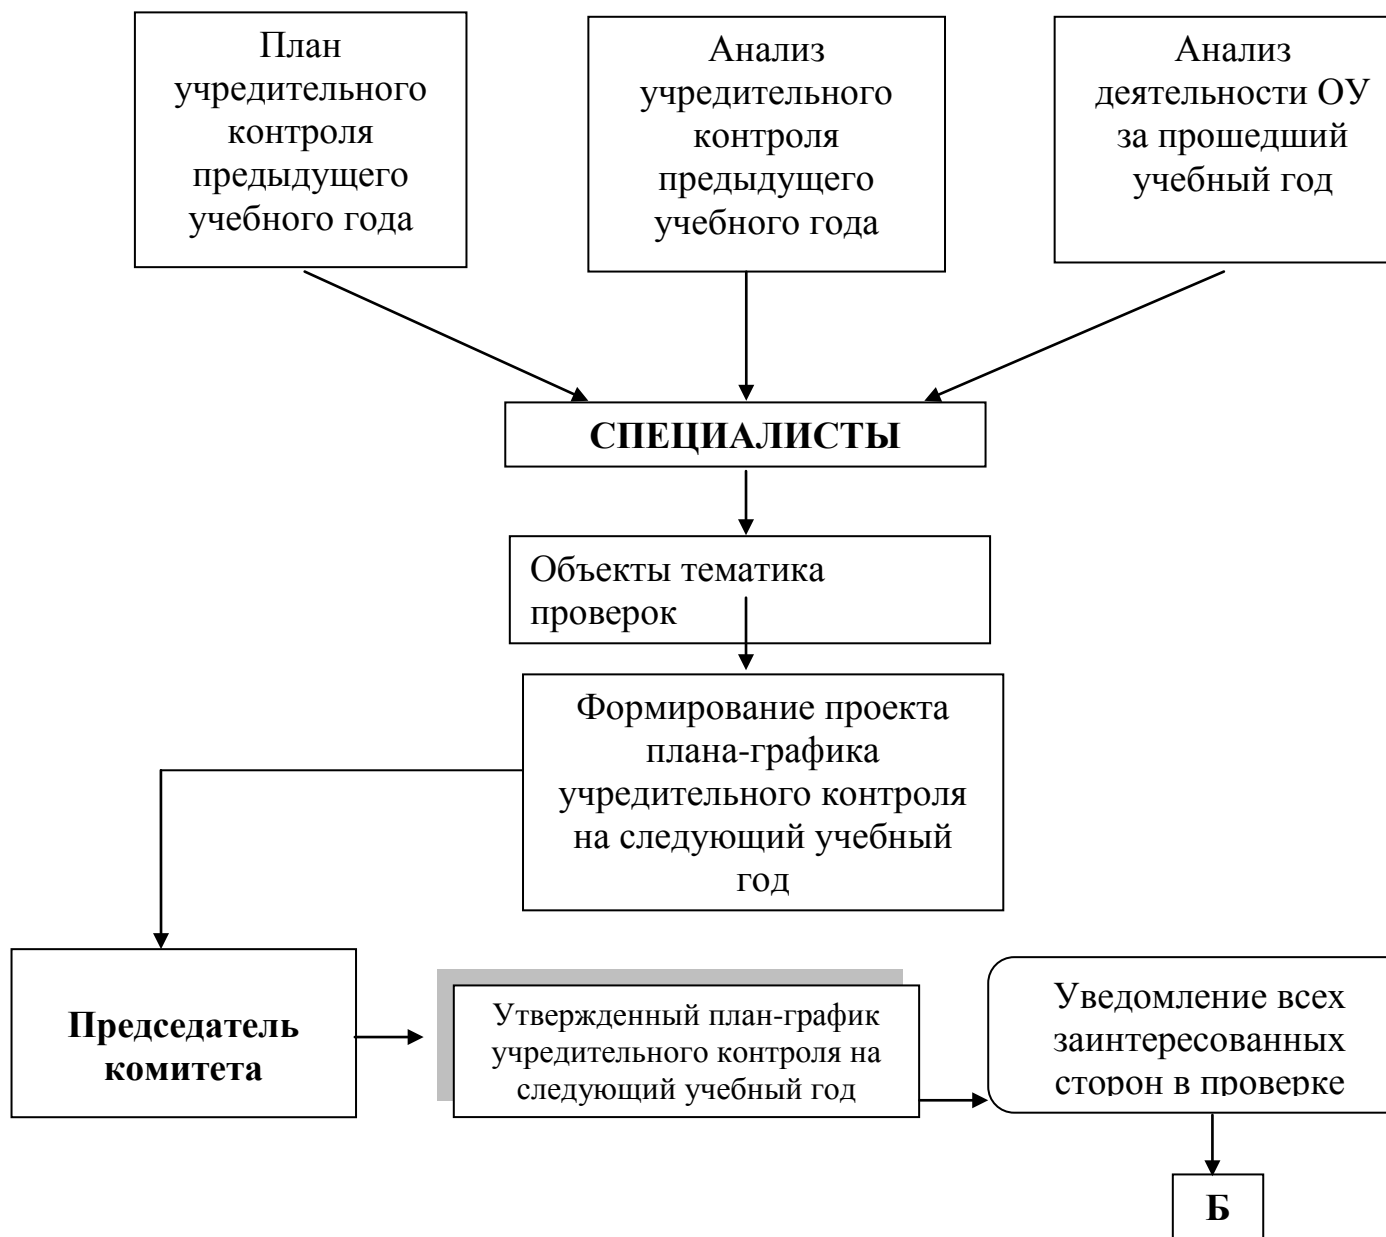 План
учредительного
контроля
предыдущего
учебного года
Анализ
учредительного
контроля
предыдущего
учебного года
Анализ
деятельности ОУ
за прошедший
учебный год
СПЕЦИАЛИСТЫ
Объекты тематика
проверок
Формирование проекта
плана-графика
учредительного контроля
на следующий учебный
год
Председатель
комитета
Утвержденный план-график
учредительного контроля на
следующий учебный год
Уведомление всех
заинтересованных
сторон в проверке
Б